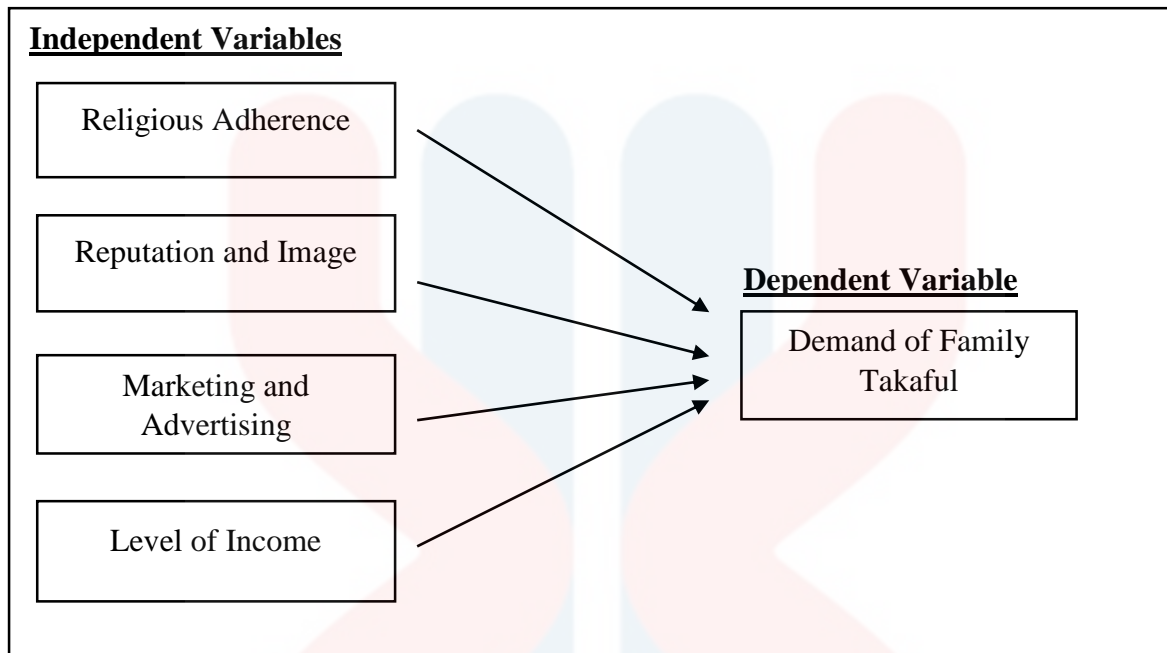 Independent Variables
Religious Adherence
Reputation and Image
Marketing and
Advertising
Level of Income
Dependent Variable
Demand of Family
Takaful